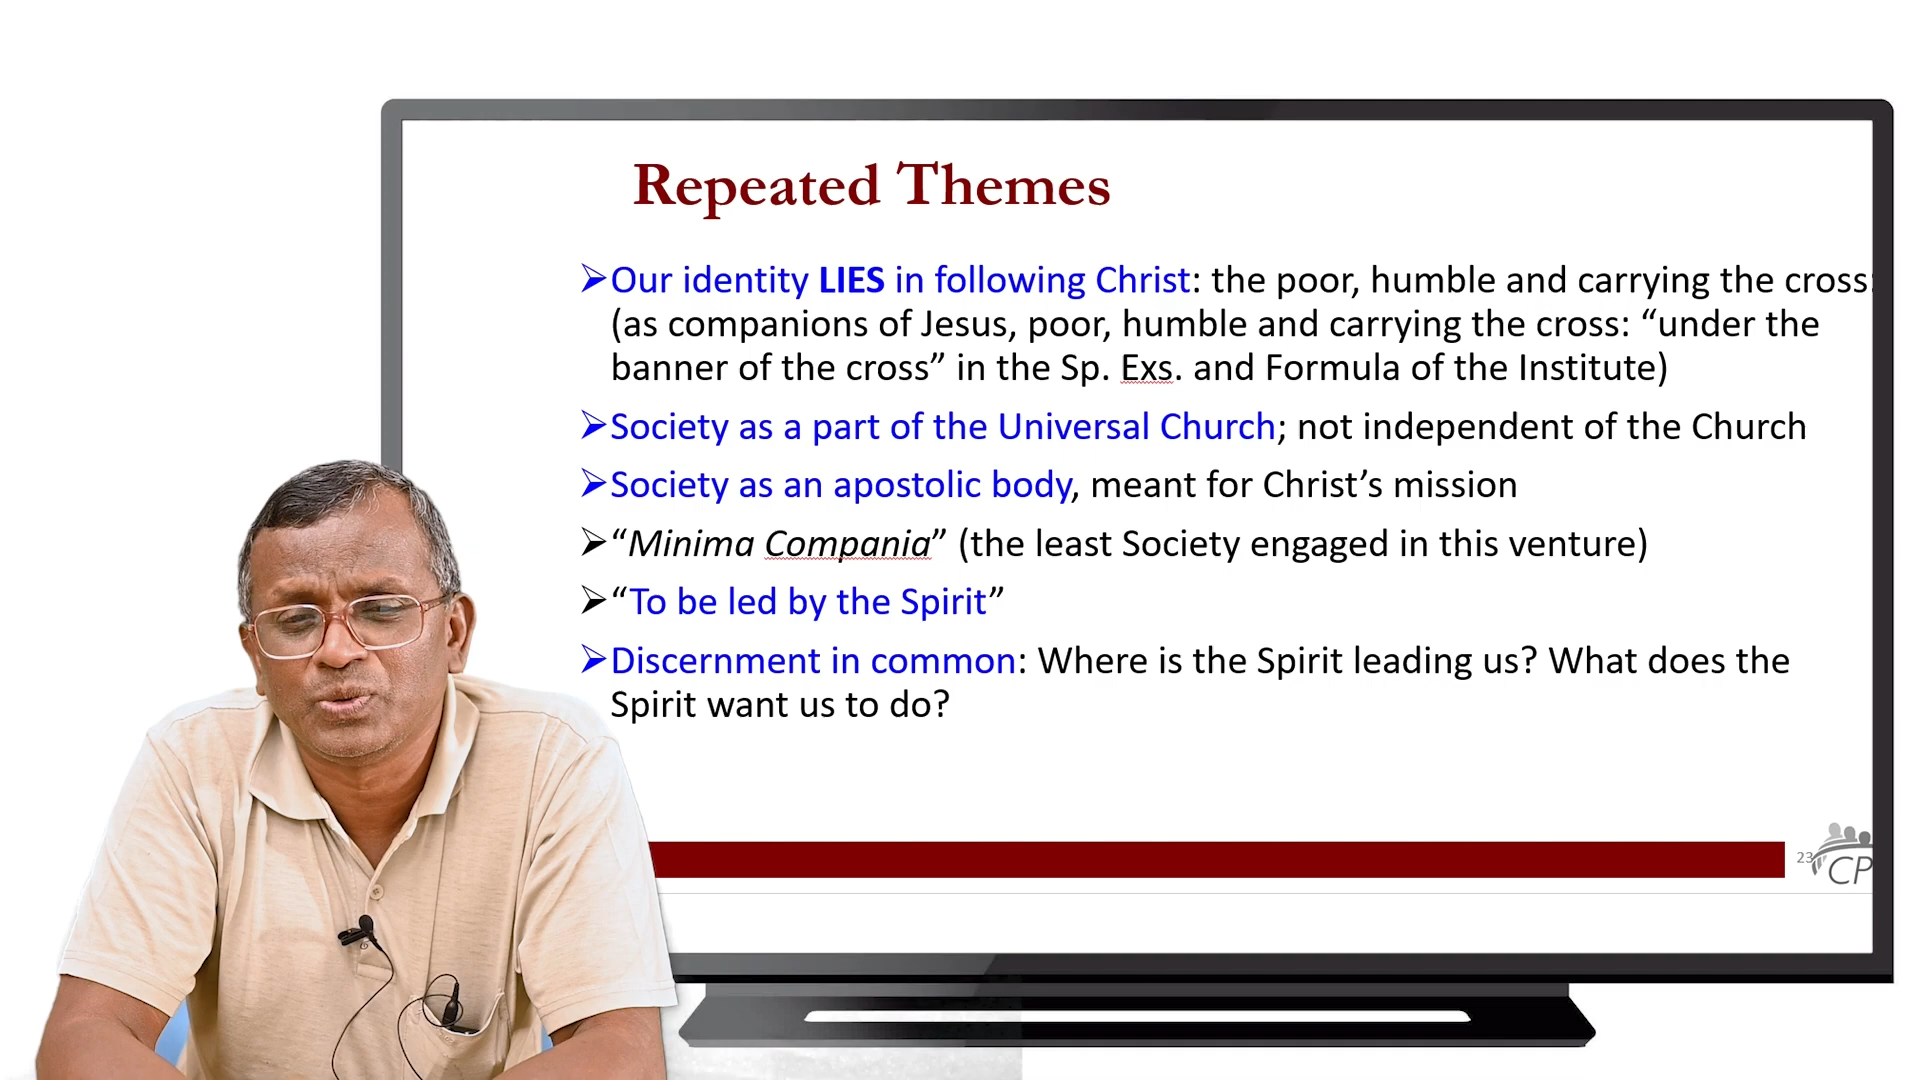 Repeated Themes
➢Our identity LIES in following Christ: the poor, humble and carrying the cross:
(as companions of Jesus, poor, humble and carrying the cross: “under the
banner of the cross” in the Sp. Exs. and Formula of the Institute)
➢Society as a part of the Universal Church; not independent of the Church
➢Society as an apostolic body, meant for Christ’s mission
➢“Minima Compania” (the least Society engaged in this venture)
➢“To be led by the Spirit”
➢Discernment in common: Where is the Spirit leading us? What does the
Spirit want us to do?
23
CP